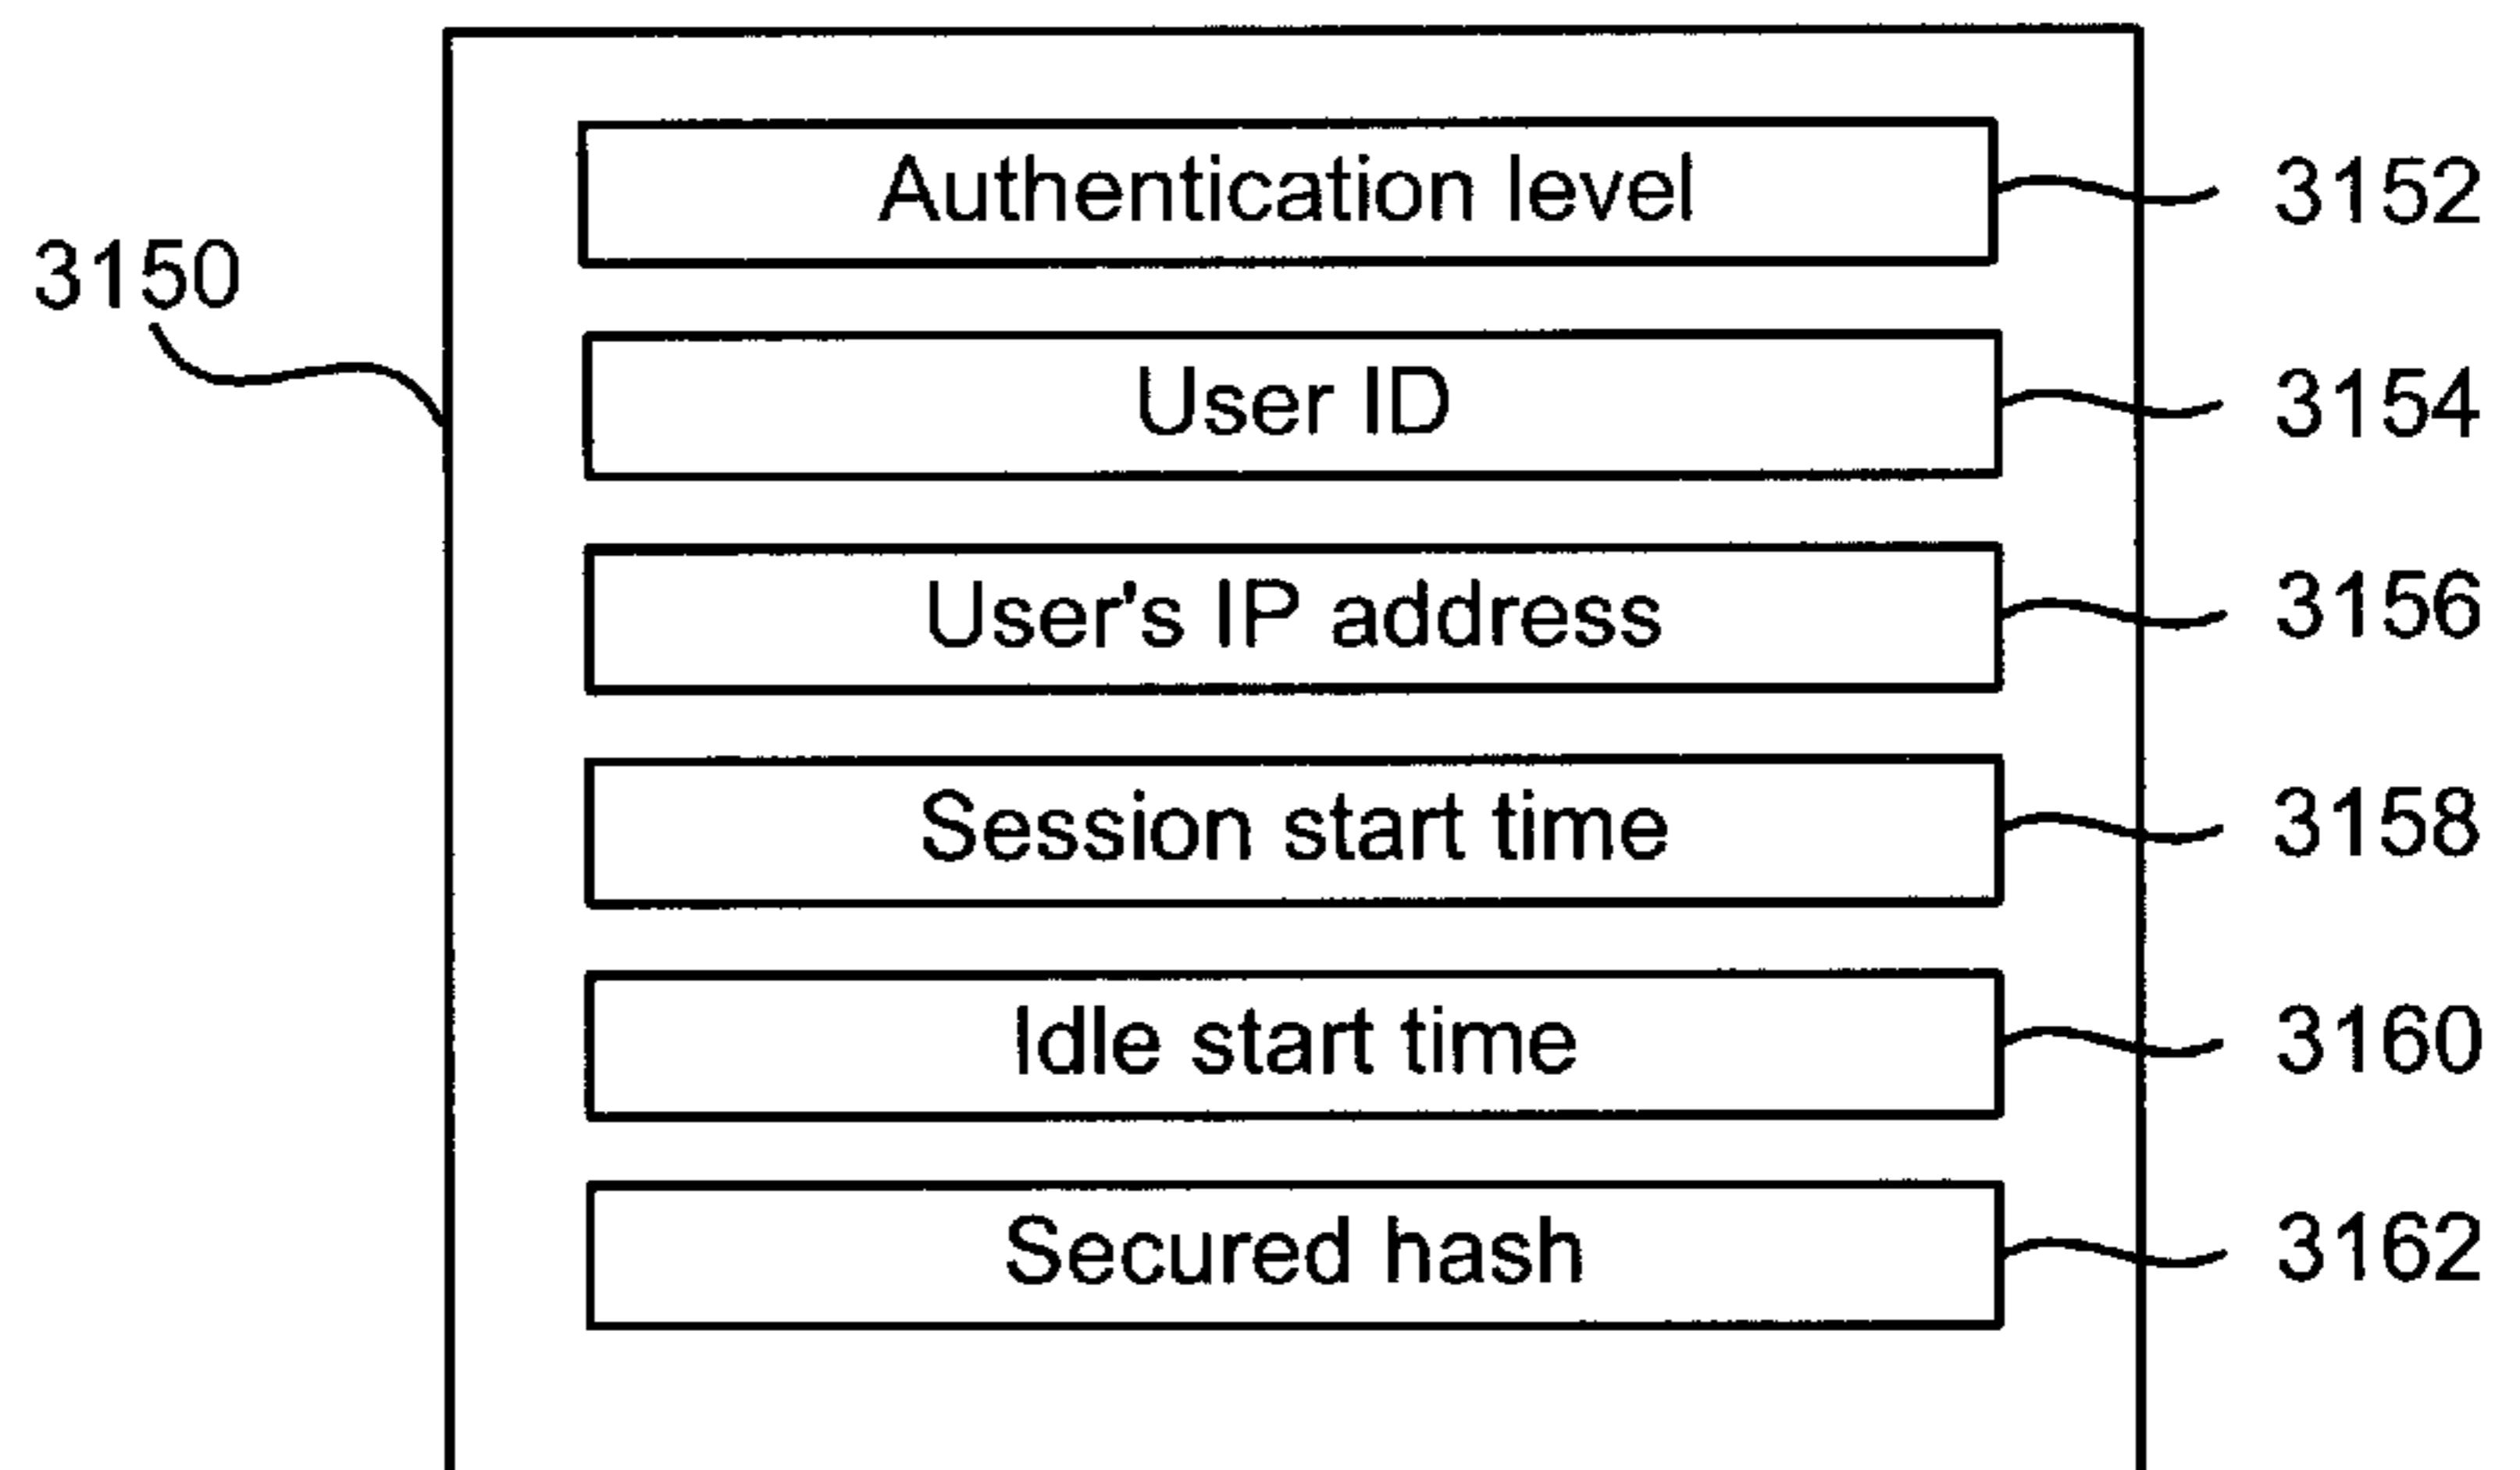 Authentication level 3152
3150
User ID 3154
User's IP address 3156
Session start time 3158
Idle start time 3160
Secured hash 3162